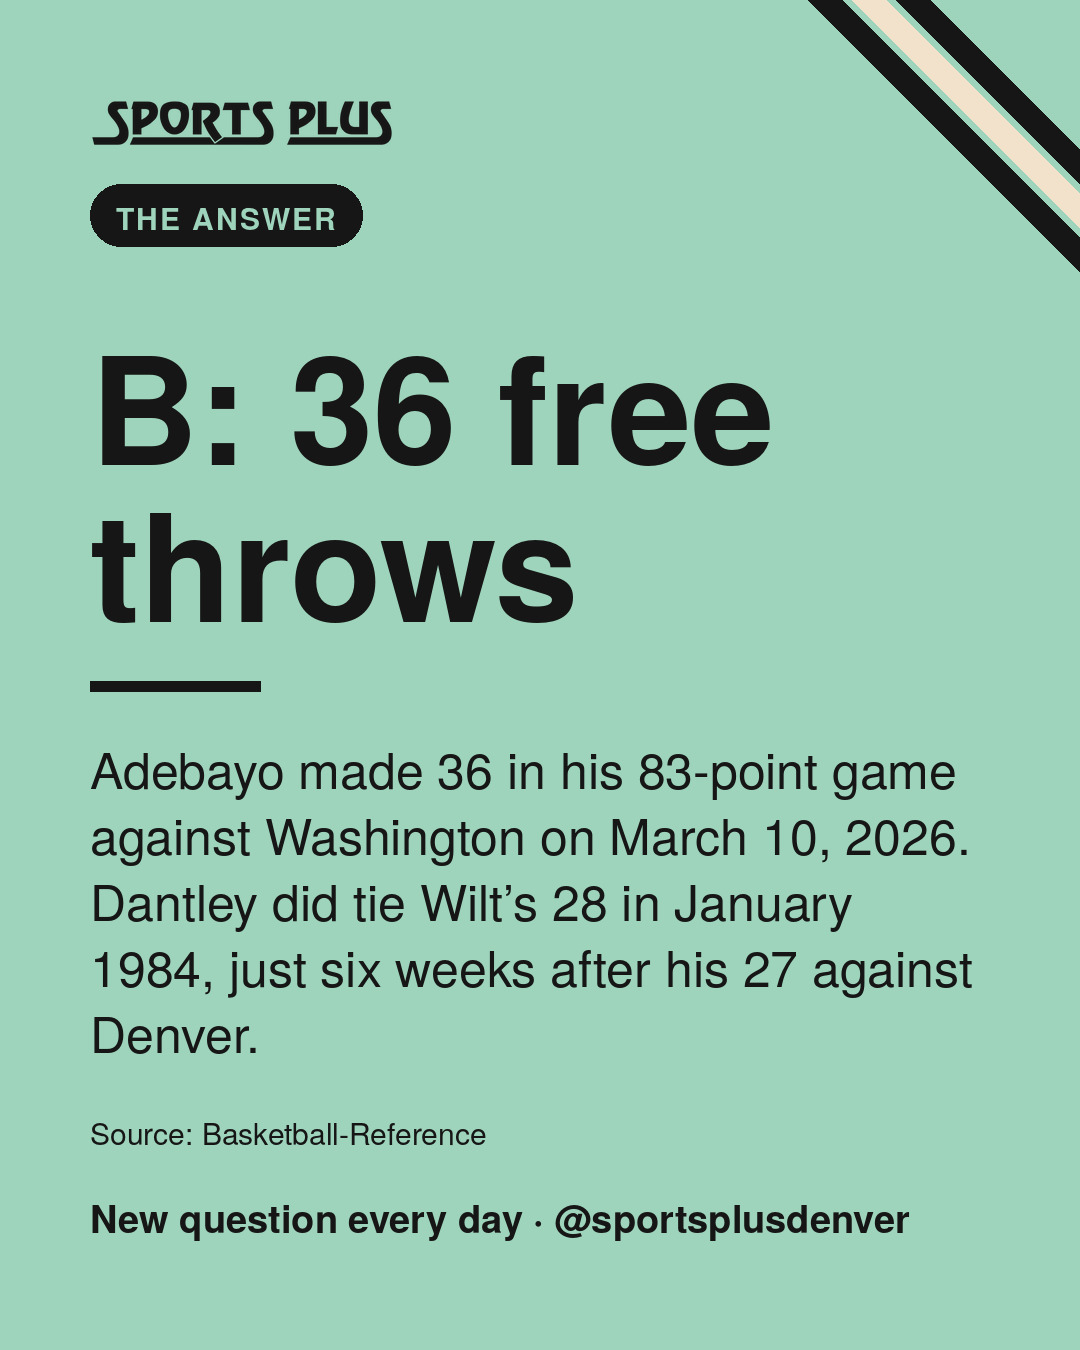 SPORTS PLUS
THE ANSWER
B: 36 free
throws
Adebayo made 36 in his 83-point game
against Washington on March 10, 2026.
Dantley did tie Wilt’s 28 in January
1984, just six weeks after his 27 against
Denver.
Source: Basketball-Reference
New question every day · @sportsplusdenver